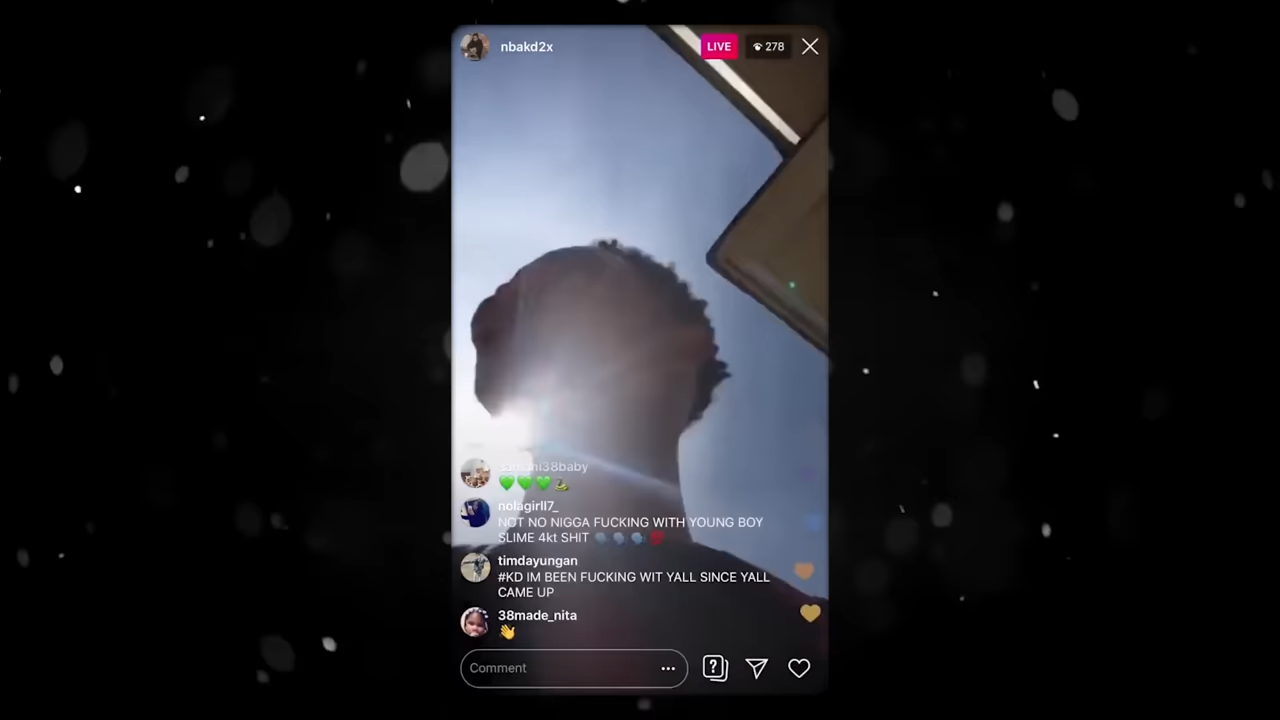 nbakd2x
LIVE
278
nolagirll7_
NOT NO NIGGA FUCKING WITH YOUNG BOY
SLIME 4kt SHIT 🗣🗣🗣💯
timdayungan
#KD IM BEEN FUCKING WIT YALL SINCE YALL
CAME UP
38made_nita
👋
Comment